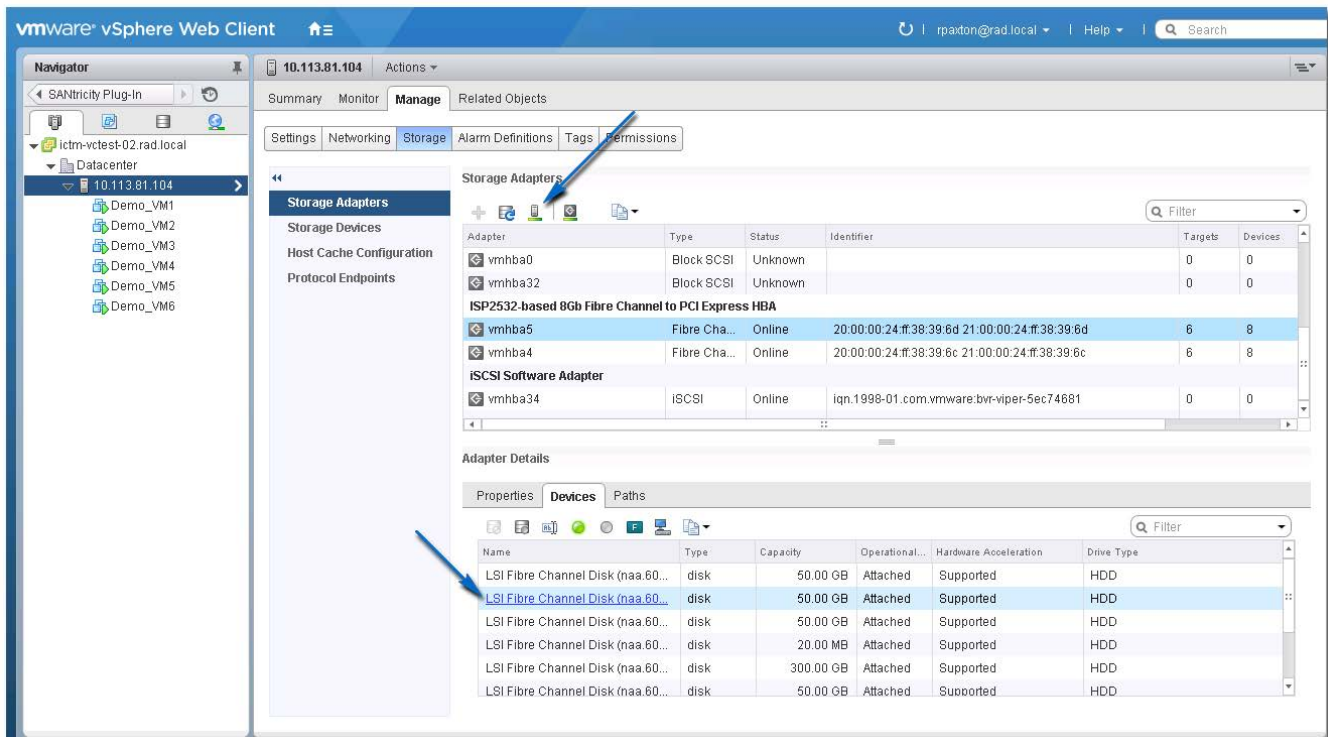 vmware® vSphere Web Client
rpaxton@rad.local
Help
Search
Navigator
SANtricity Plug-In
ictm-vctest-02.rad.local
Datacenter
10.113.81.104
Demo_VM1
Demo_VM2
Demo_VM3
Demo_VM4
Demo_VM5
Demo_VM6
10.113.81.104 Actions
Summary Monitor Manage Related Objects
Settings Networking Storage Alarm Definitions Tags Permissions
Storage Adapters
Storage Devices
Host Cache Configuration
Protocol Endpoints
Storage Adapters
Filter
Adapter Type Status Identifier Targets Devices
vmhba0 Block SCSI Unknown 0 0
vmhba32 Block SCSI Unknown 0 0
ISP2532-based 8Gb Fibre Channel to PCI Express HBA
vmhba5 Fibre Cha... Online 20:00:00:24:ff:38:39:6d 21:00:00:24:ff:38:39:6d 6 8
vmhba4 Fibre Cha... Online 20:00:00:24:ff:38:39:6c 21:00:00:24:ff:38:39:6c 6 8
iSCSI Software Adapter
vmhba34 iSCSI Online iqn.1998-01.com.vmware:bvr-viper-5ec74681 0 0
Adapter Details
Properties Devices Paths
F
Filter
Name Type Capacity Operational... Hardware Acceleration Drive Type
LSI Fibre Channel Disk (naa.60... disk 50.00 GB Attached Supported HDD
LSI Fibre Channel Disk (naa.60... disk 50.00 GB Attached Supported HDD
LSI Fibre Channel Disk (naa.60... disk 50.00 GB Attached Supported HDD
LSI Fibre Channel Disk (naa.60... disk 20.00 MB Attached Supported HDD
LSI Fibre Channel Disk (naa.60... disk 300.00 GB Attached Supported HDD
LSI Fibre Channel Disk (naa.60... disk 50.00 GB Attached Supported HDD